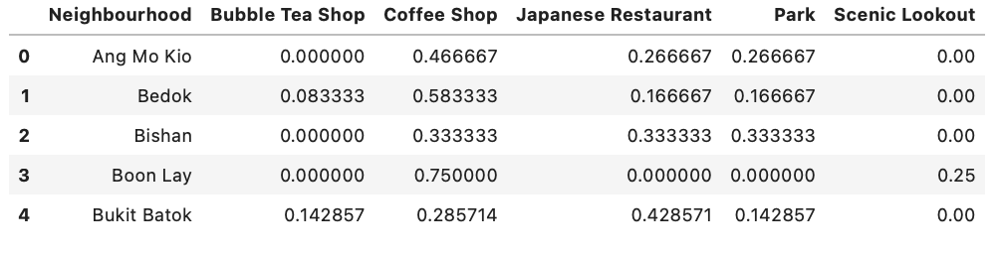 Neighbourhood Bubble Tea Shop Coffee Shop Japanese Restaurant Park Scenic Lookout
0 Ang Mo Kio 0.000000 0.466667 0.266667 0.266667 0.00
1 Bedok 0.083333 0.583333 0.166667 0.166667 0.00
2 Bishan 0.000000 0.333333 0.333333 0.333333 0.00
3 Boon Lay 0.000000 0.750000 0.000000 0.000000 0.25
4 Bukit Batok 0.142857 0.285714 0.428571 0.142857 0.00